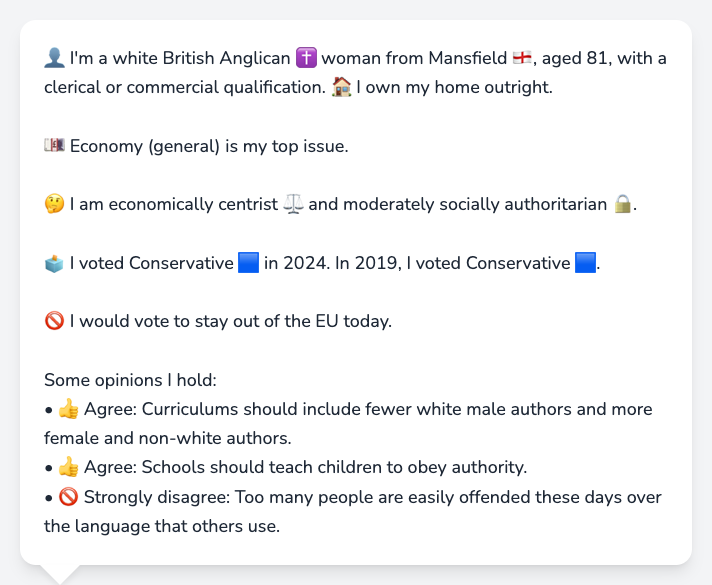 👤 I'm a white British Anglican ✝️ woman from Mansfield 🏴󠁧󠁢󠁥󠁮󠁧󠁿, aged 81, with a
clerical or commercial qualification. 🏠 I own my home outright.
💷 Economy (general) is my top issue.
🤔 I am economically centrist ⚖️ and moderately socially authoritarian 🔒.
🗳️ I voted Conservative 🟦 in 2024. In 2019, I voted Conservative 🟦.
🚫 I would vote to stay out of the EU today.
Some opinions I hold:
• 👍 Agree: Curriculums should include fewer white male authors and more
female and non-white authors.
• 👍 Agree: Schools should teach children to obey authority.
• 🚫 Strongly disagree: Too many people are easily offended these days over
the language that others use.